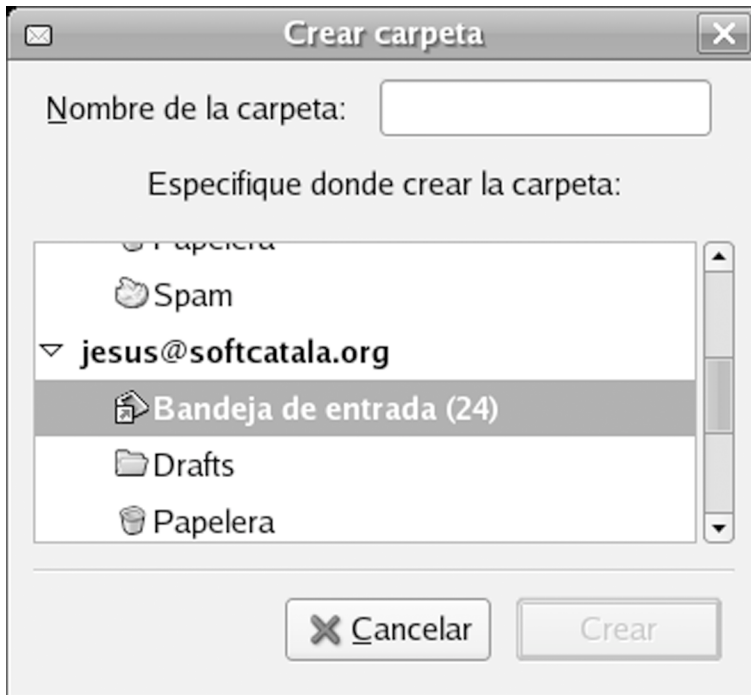 Crear carpeta
Nombre de la carpeta:
Especifique donde crear la carpeta:
Papelera
Spam
jesus@softcatala.org
Bandeja de entrada (24)
Drafts
Papelera
Cancelar
Crear